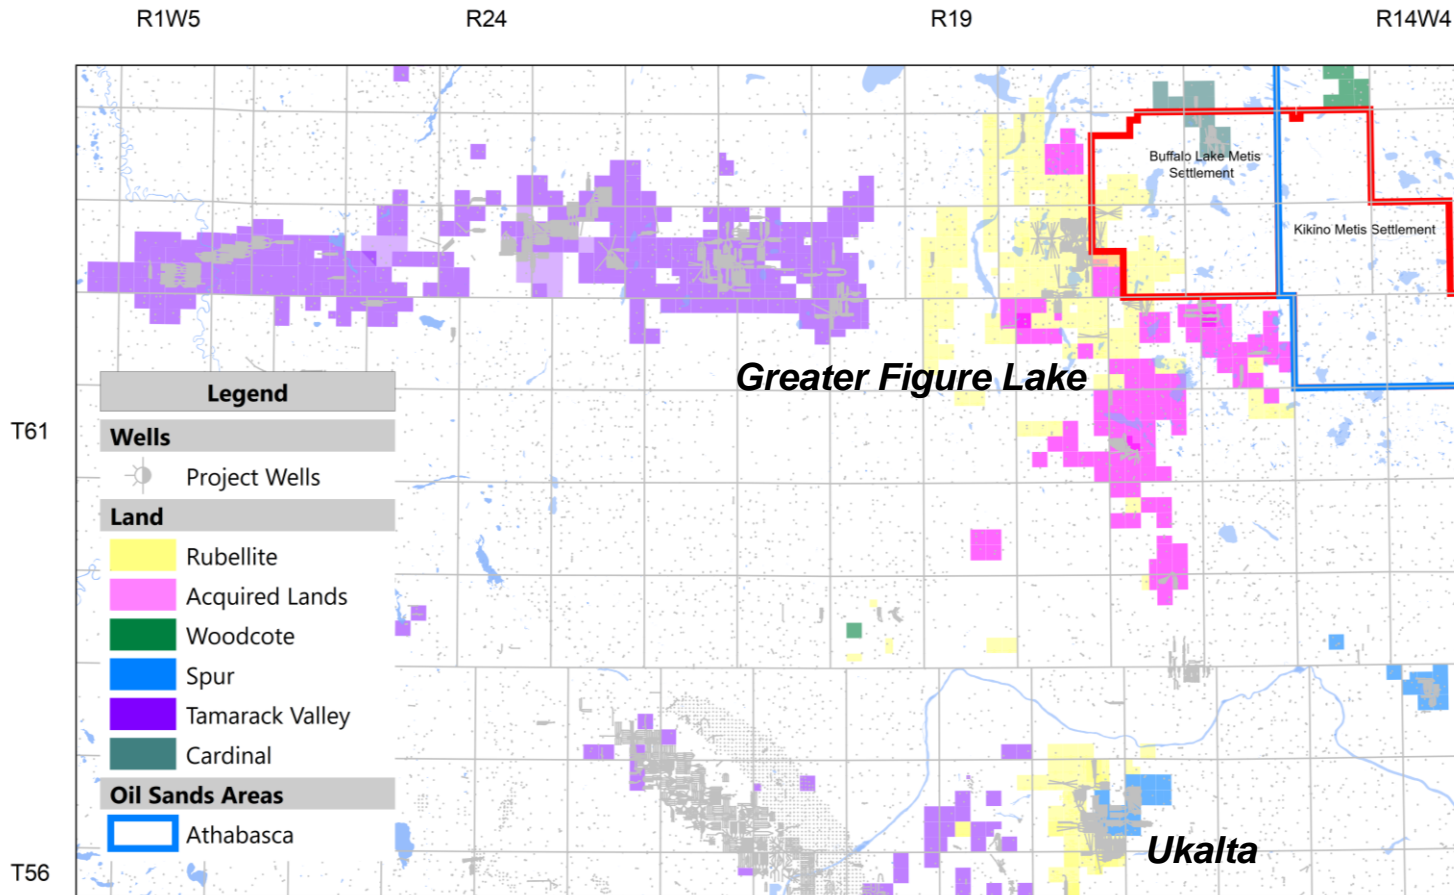 R1W5 R24 R19 R14W4
Buffalo Lake Metis
Settlement
Kikino Metis Settlement
Greater Figure Lake
T61
Legend
Wells
Project Wells
Land
Rubellite
Acquired Lands
Woodcote
Spur
Tamarack Valley
Cardinal
Oil Sands Areas
Athabasca
Ukalta
T56